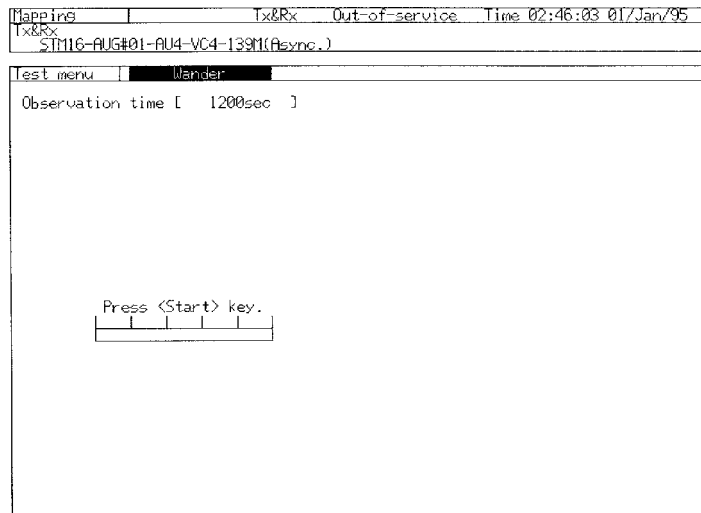 Mapping Tx&Rx Out-of-service Time 02:46:03 01/Jan/95
Tx&Rx
STM16-AUG#01-AU4-VC4-139M(Async.)
Test menu Wander
Observation time [ 1200sec ]
Press <Start> key.